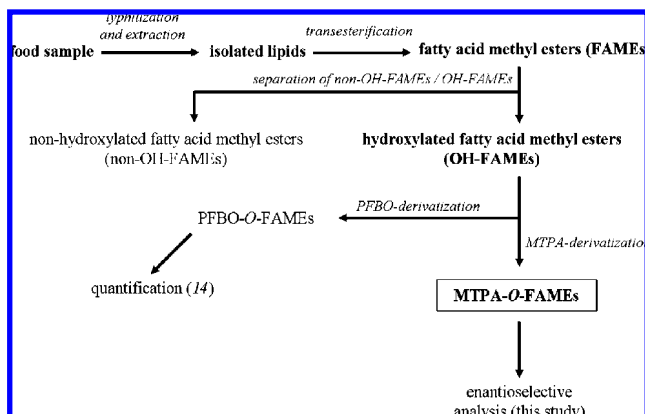 lyphilization
and extraction
transesterification
food sample
isolated lipids
fatty acid methyl esters (FAMEs
separation of non-OH-FAMEs / OH-FAMEs
non-hydroxylated fatty acid methyl esters
(non-OH-FAMEs)
hydroxylated fatty acid methyl esters
(OH-FAMEs)
PFBO-derivatization
PFBO-O-FAMEs
MTPA-derivatization
quantification (14)
MTPA-O-FAMEs
enantioselective
analysis (this study)